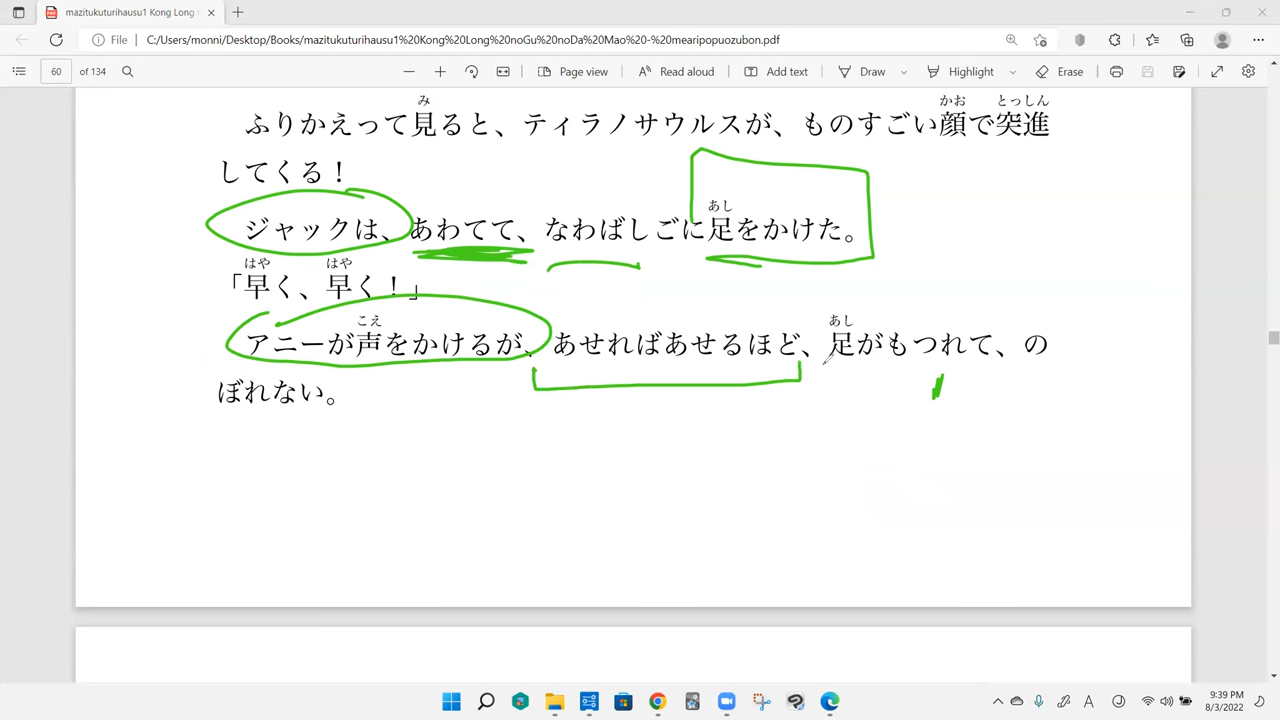 mazitukuturihausu1 Kong Long
File
C:/Users/monni/Desktop/Books/mazitukuturihausu1%20Kong%20Long%20noGu%20noDa%20Mao%20-%20mearipopuozubon.pdf
60 of 134
Page view
Read aloud
Add text
Draw
Highlight
Erase
み かお とっしん
ふりかえって見ると、ティラノサウルスが、ものすごい顔で突進
してくる！
あし
ジャックは、あわてて、なわばしごに足をかけた。
はや はや
「早く、早く！」
こえ あし
アニーが声をかけるが、あせればあせるほど、足がもつれて、の
ぼれない。
9:39 PM
8/3/2022